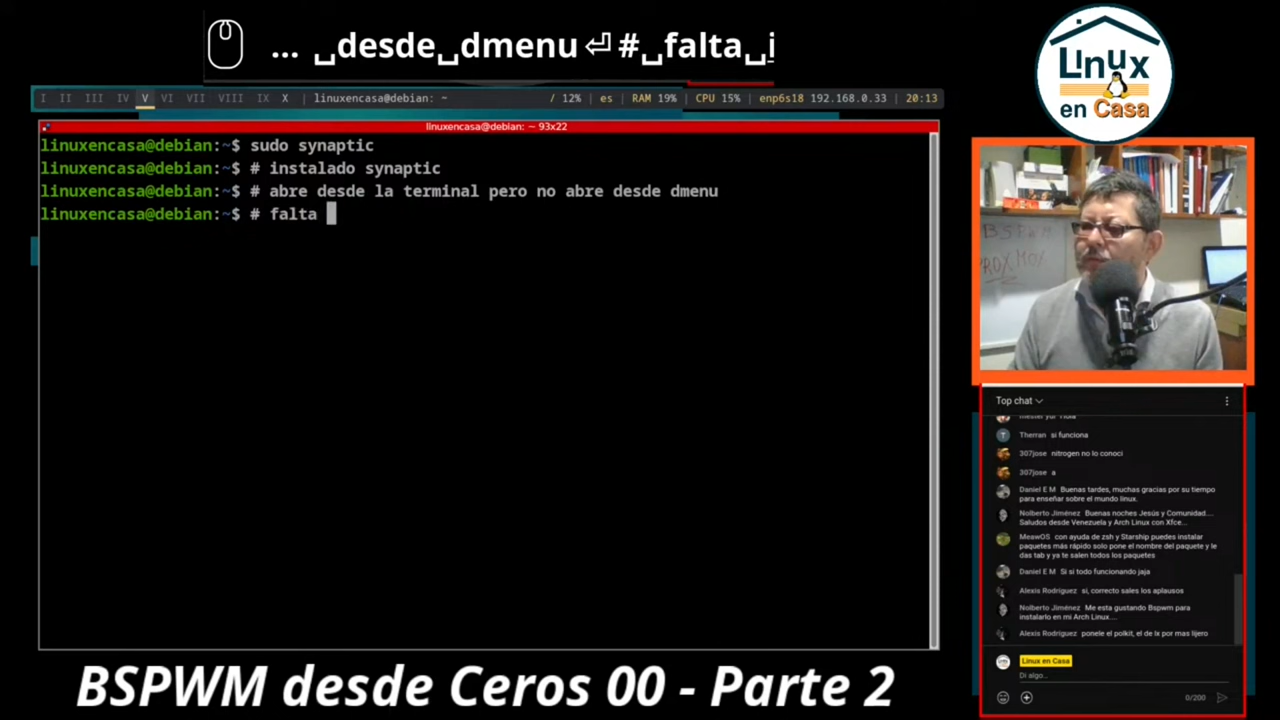 ... ␣desde␣dmenu⏎#␣falta␣i
I II III IV V VI VII VIII IX X | linuxencasa@debian: ~ / 12% | es | RAM 19% | CPU 15% | enp6s18 192.168.0.33 | 20:13
linuxencasa@debian: ~ 93x22
linuxencasa@debian:~$ sudo synaptic
linuxencasa@debian:~$ # instalado synaptic
linuxencasa@debian:~$ # abre desde la terminal pero no abre desde dmenu
linuxencasa@debian:~$ # falta
Linux
en Casa
BSPWM
PROXMOX
Top chat
Therran si funciona
307jose nitrogen no lo conoci
307jose a
Daniel E M Buenas tardes, muchas gracias por su tiempo
para enseñar sobre el mundo linux.
Nolberto Jiménez Buenas noches Jesús y Comunidad....
Saludos desde Venezuela y Arch Linux con Xfce...
MeawOS con ayuda de zsh y Starship puedes instalar
paquetes más rápido solo pone el nombre del paquete y le
das tab y ya te salen todos los paquetes
Daniel E M Si si todo funcionando jaja
Alexis Rodríguez si, correcto sales los aplausos
Nolberto Jiménez Me esta gustando Bspwm para
instalarlo en mi Arch Linux....
Alexis Rodríguez ponele el polkit, el de lx por mas lijero
Linux en Casa
Di algo...
0/200
BSPWM desde Ceros 00 - Parte 2